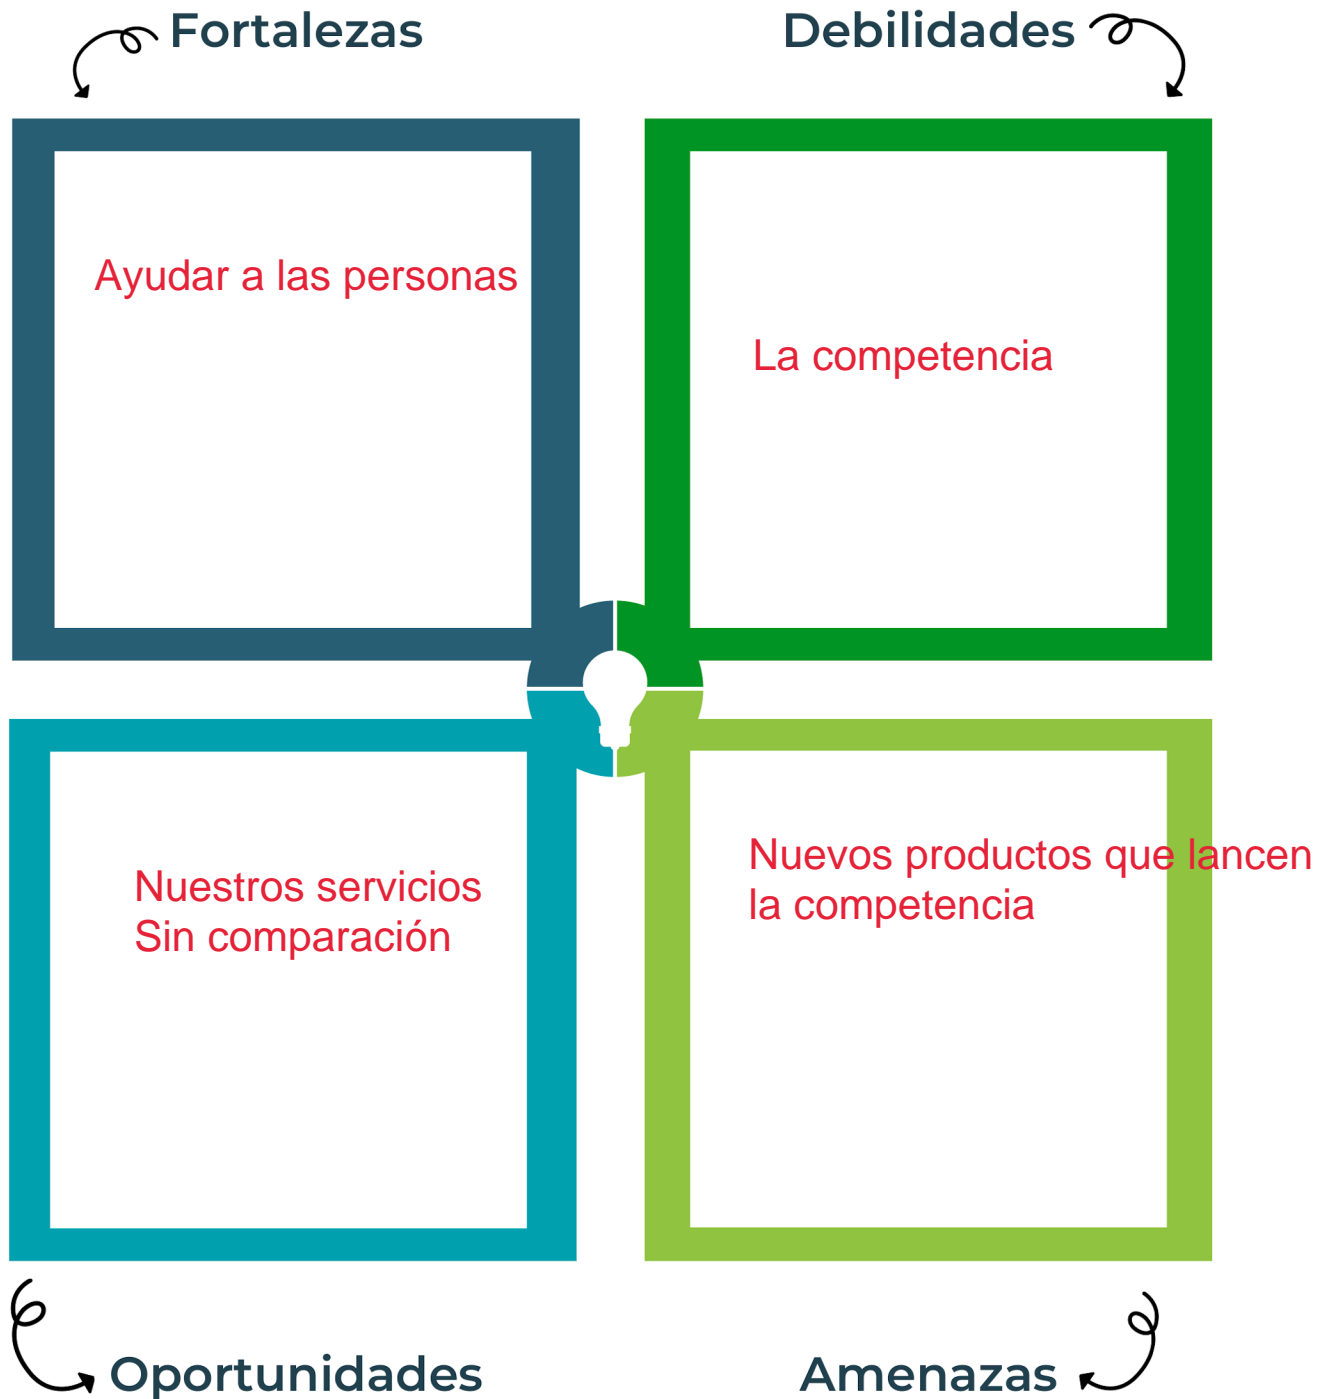 Fortalezas
Debilidades
Ayudar a las personas
La competencia
Nuestros servicios
Sin comparación
Nuevos productos que lancen
la competencia
Oportunidades
Amenazas